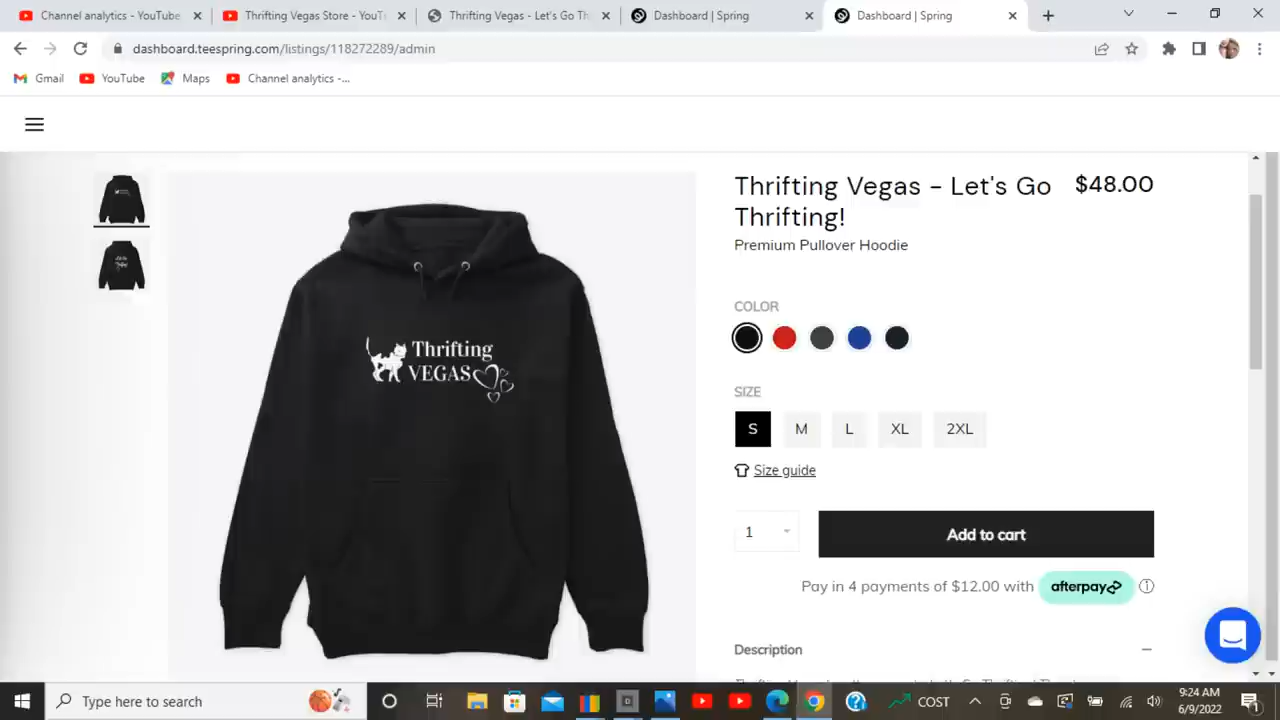 Channel analytics - YouTube
Thrifting Vegas Store - YouT
Thrifting Vegas - Let's Go Th
Dashboard | Spring
Dashboard | Spring
dashboard.teespring.com/listings/118272289/admin
Gmail
YouTube
Maps
Channel analytics -...
Thrifting Vegas - Let's Go
Thrifting!
$48.00
Premium Pullover Hoodie
COLOR
Thrifting
VEGAS
SIZE
S M L XL 2XL
Size guide
1
Add to cart
Pay in 4 payments of $12.00 with afterpay
Description
Type here to search
COST
9:24 AM
6/9/2022